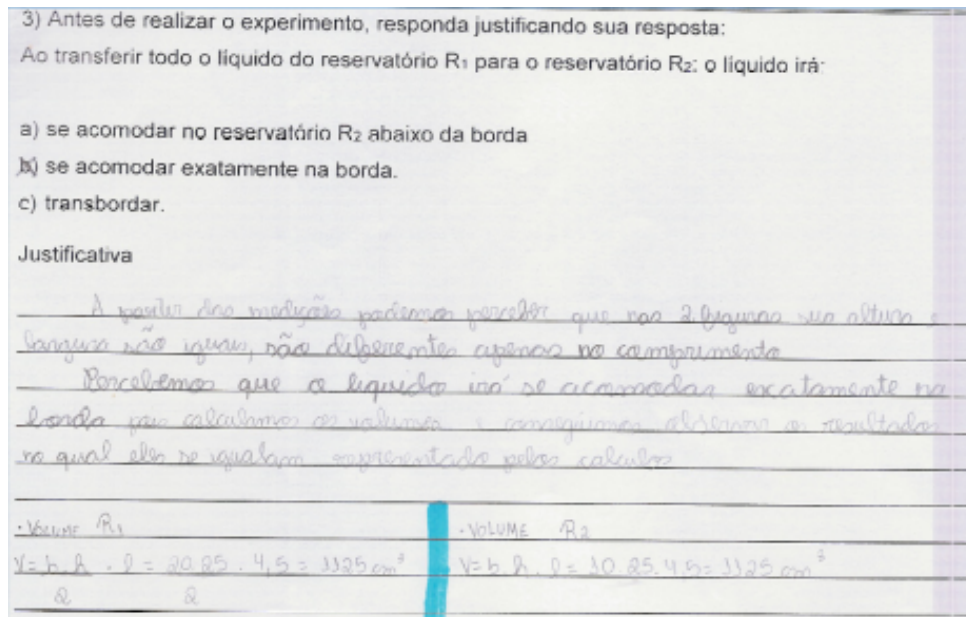 3) Antes de realizar o experimento, responda justificando sua resposta:
Ao transferir todo o líquido do reservatório R₁ para o reservatório R₂: o líquido irá:
a) se acomodar no reservatório R₂ abaixo da borda
b) se acomodar exatamente na borda.
c) transbordar.
Justificativa
A partir das medições podemos perceber que nas 2 figuras sua altura e
largura são iguais, são diferentes apenas no comprimento
Percebemos que o liquido irá se acomodar exatamente na
borda pois calculamos os volumes e conseguimos observar os resultados
no qual eles se igualam representado pelos calculos
· VOLUME R₁
V = b . h . l = 20.25 . 4,5 = 1125 cm³
2 2
· VOLUME R2
V = b . h . l = 10.25.4,5 = 1125 cm³